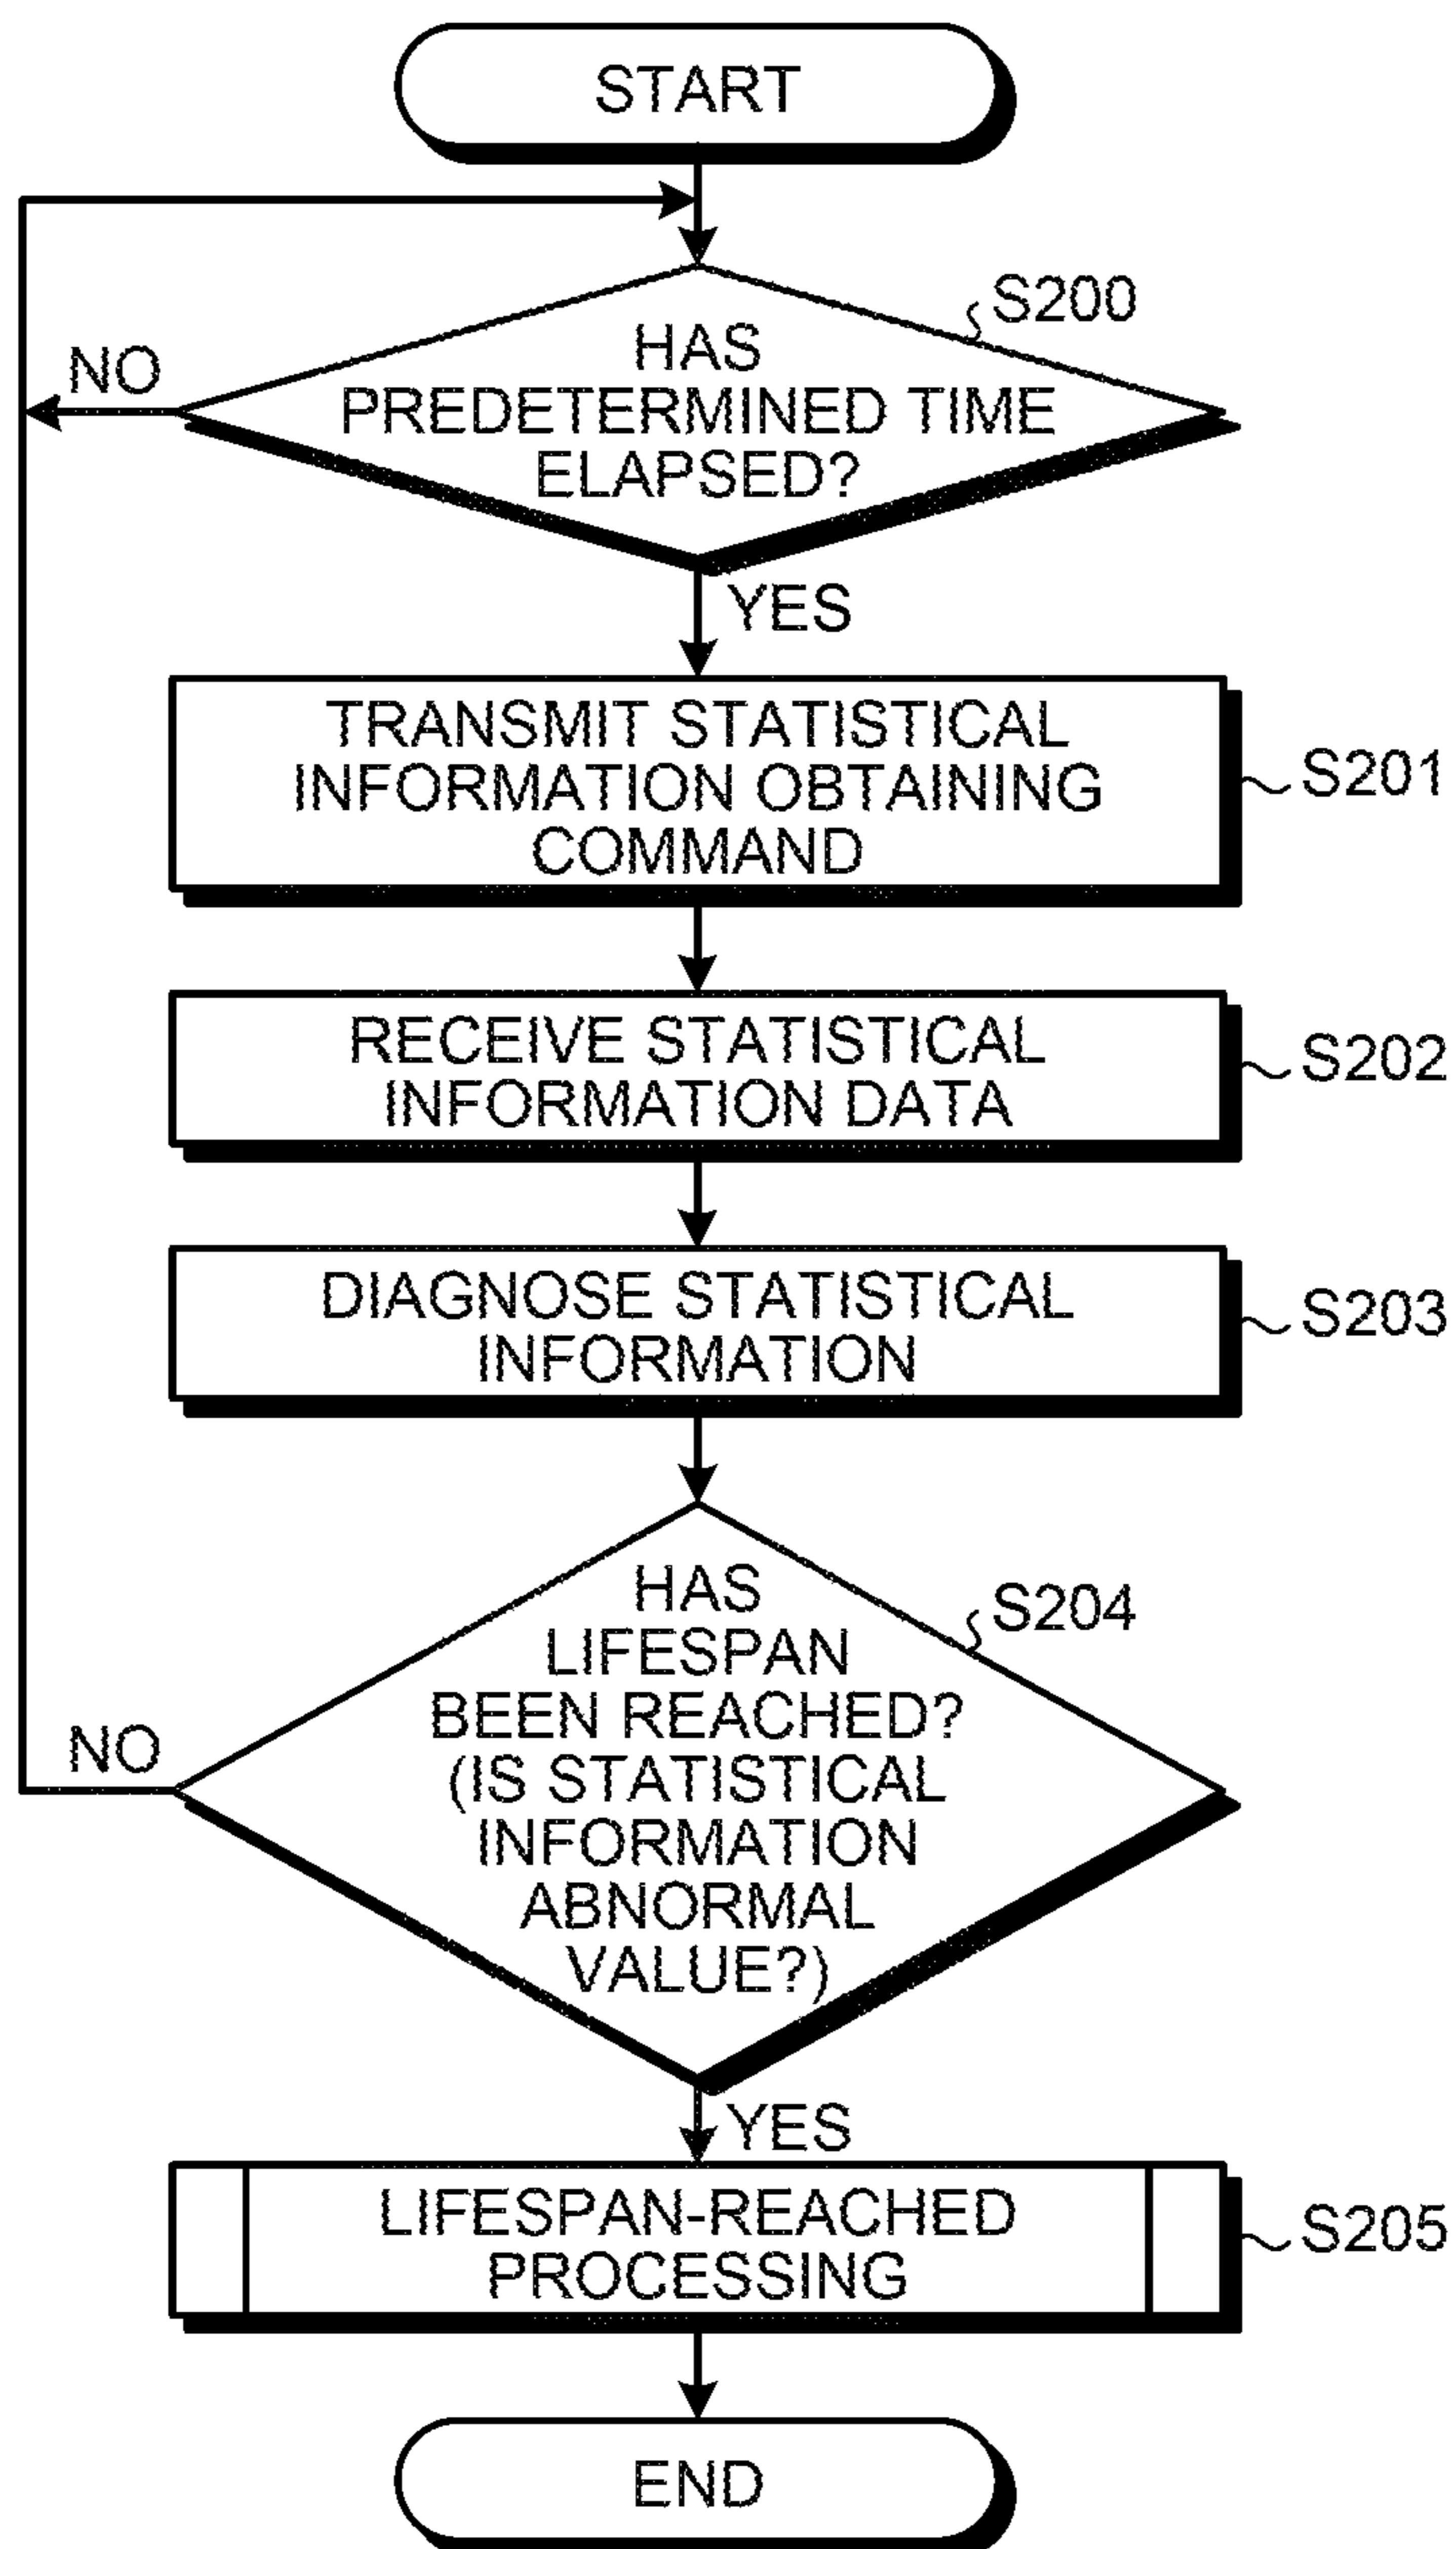 START
S200
HAS
NO
PREDETERMINED TIME
ELAPSED?
YES
TRANSMIT STATISTICAL
INFORMATION OBTAINING
COMMAND
S201
RECEIVE STATISTICAL
INFORMATION DATA
S202
DIAGNOSE STATISTICAL
INFORMATION
S203
HAS
LIFESPAN
BEEN REACHED?
(IS STATISTICAL
INFORMATION
ABNORMAL
VALUE?)
S204
NO
YES
LIFESPAN-REACHED
PROCESSING
S205
END